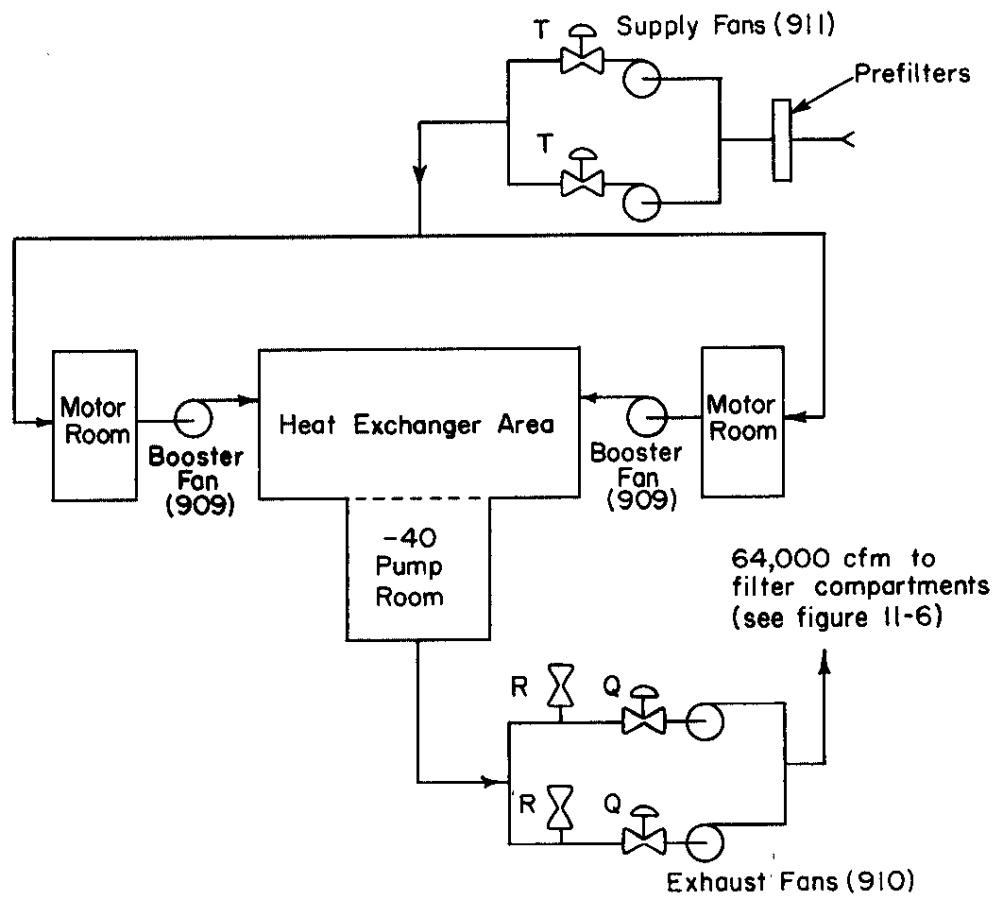 T
Supply Fans (911)
Prefilters
T
Motor
Room
Booster
Fan
(909)
Heat Exchanger Area
Booster
Fan
(909)
Motor
Room
-40
Pump
Room
64,000 cfm to
filter compartments
(see figure 11-6)
R
Q
R
Q
Exhaust Fans (910)